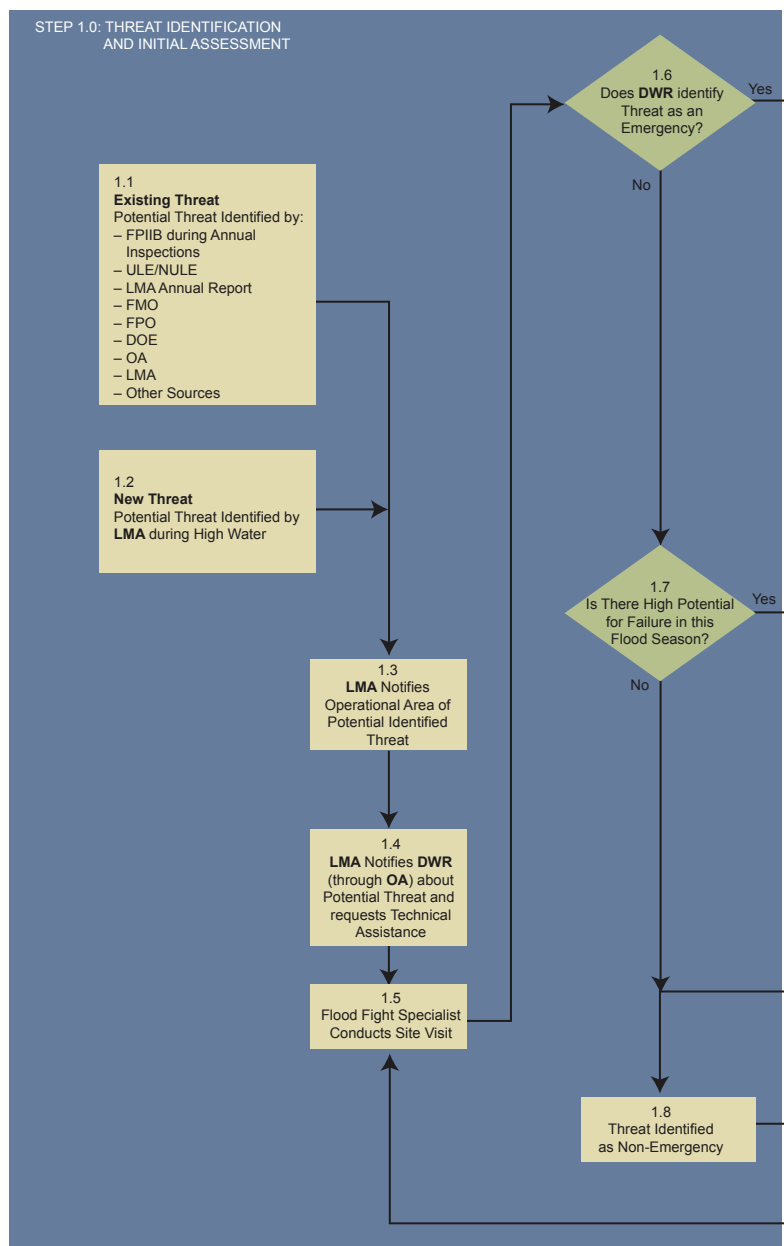 STEP 1.0: THREAT IDENTIFICATION
AND INITIAL ASSESSMENT
1.1
Existing Threat
Potential Threat Identified by:
– FPIIB during Annual
Inspections
– ULE/NULE
– LMA Annual Report
– FMO
– FPO
– DOE
– OA
– LMA
– Other Sources
1.2
New Threat
Potential Threat Identified by
LMA during High Water
1.3
LMA Notifies
Operational Area of
Potential Identified
Threat
1.4
LMA Notifies DWR
(through OA) about
Potential Threat and
requests Technical
Assistance
1.5
Flood Fight Specialist
Conducts Site Visit
1.6
Does DWR identify
Threat as an
Emergency?
Yes
No
1.7
Is There High Potential
for Failure in this
Flood Season?
Yes
No
1.8
Threat Identified
as Non-Emergency